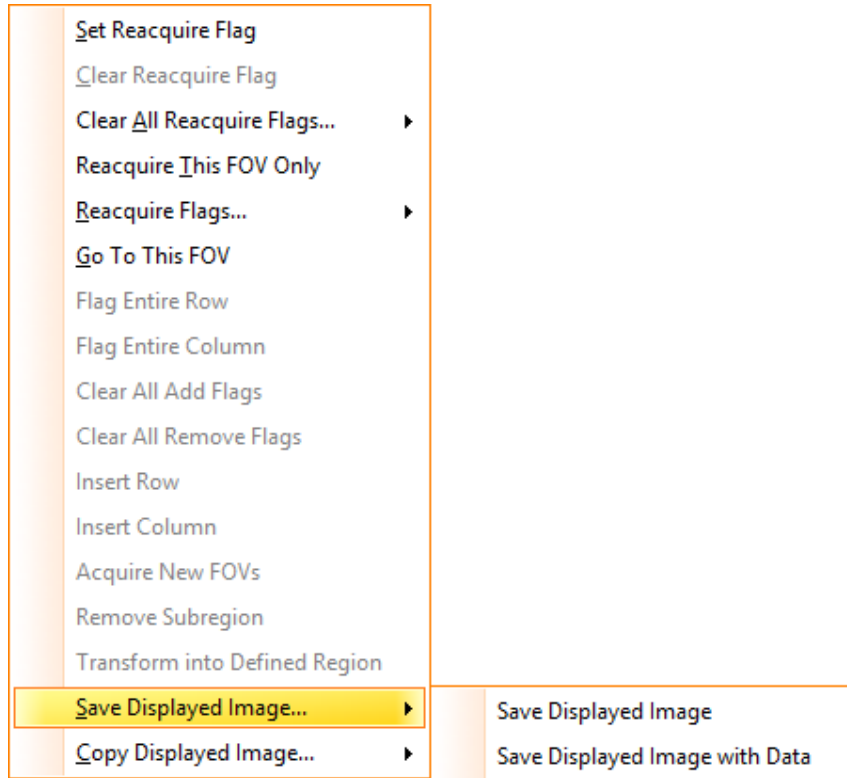 Set Reacquire Flag
Clear Reacquire Flag
Clear All Reacquire Flags...
Reacquire This FOV Only
Reacquire Flags...
Go To This FOV
Flag Entire Row
Flag Entire Column
Clear All Add Flags
Clear All Remove Flags
Insert Row
Insert Column
Acquire New FOVs
Remove Subregion
Transform into Defined Region
Save Displayed Image...
Copy Displayed Image...
Save Displayed Image
Save Displayed Image with Data